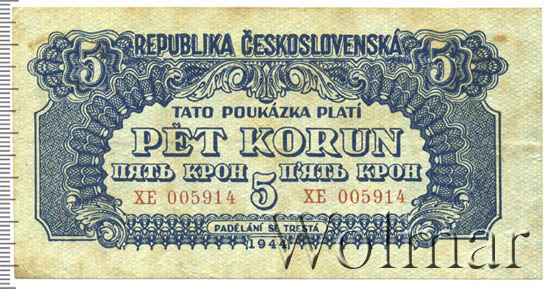 REPUBLIKA ČESKOSLOVENSKÁ
5 5
TATO POUKÁZKA PLATÍ
PĚT KORUN
ПЯТЬ КРОН 5 П'ЯТЬ КРОН
XE 005914 XE 005914
PADĚLÁNÍ SE TRESTÁ
1944
Wolmar